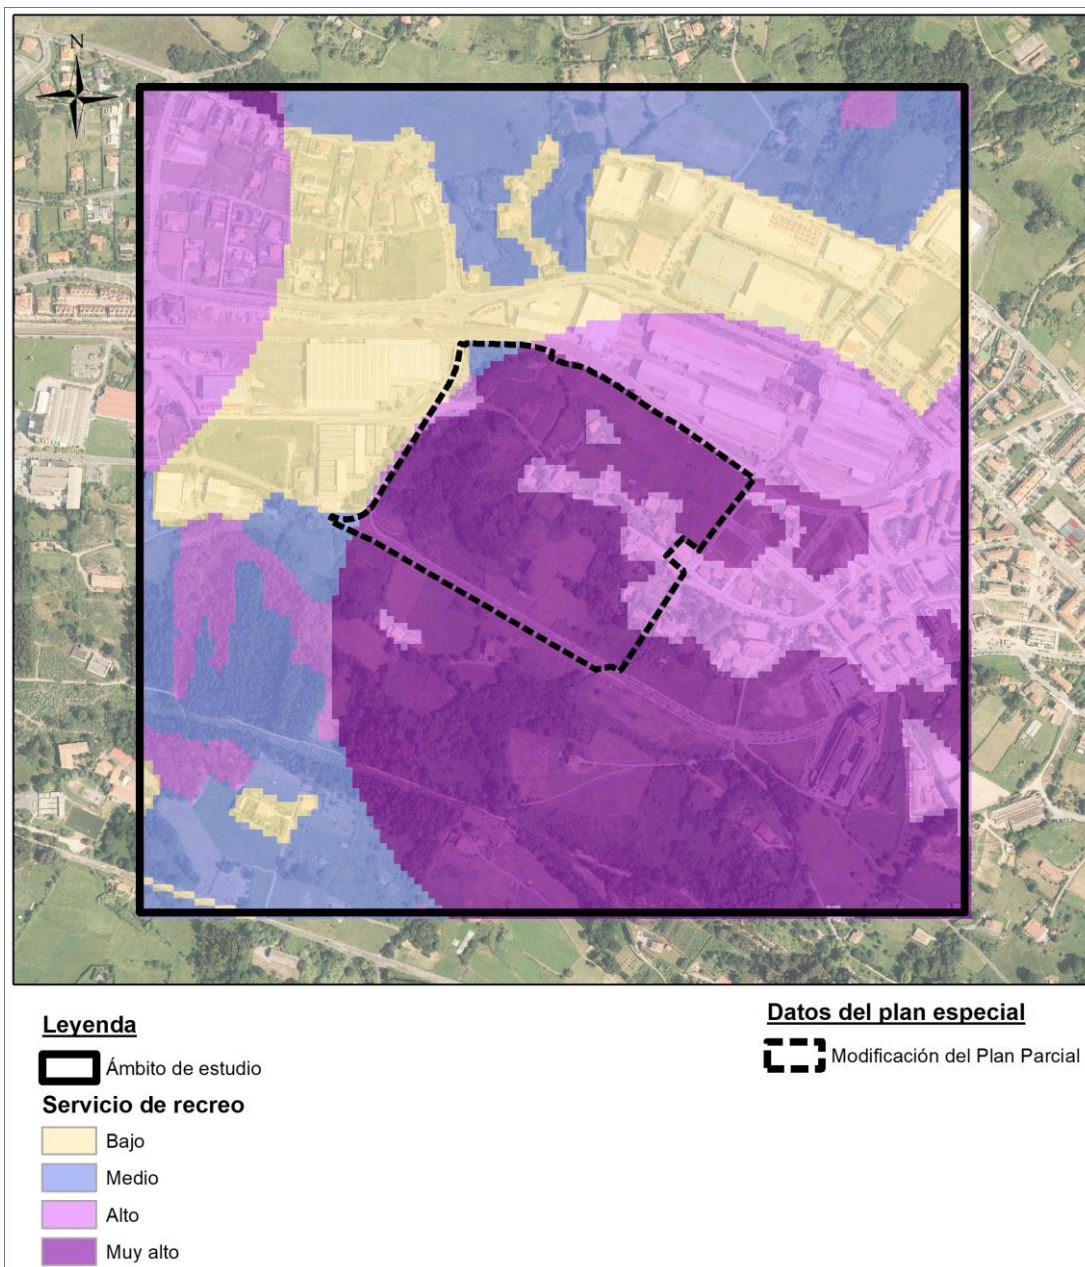 N
Leyenda
Ámbito de estudio
Servicio de recreo
Bajo
Medio
Alto
Muy alto
Datos del plan especial
Modificación del Plan Parcial